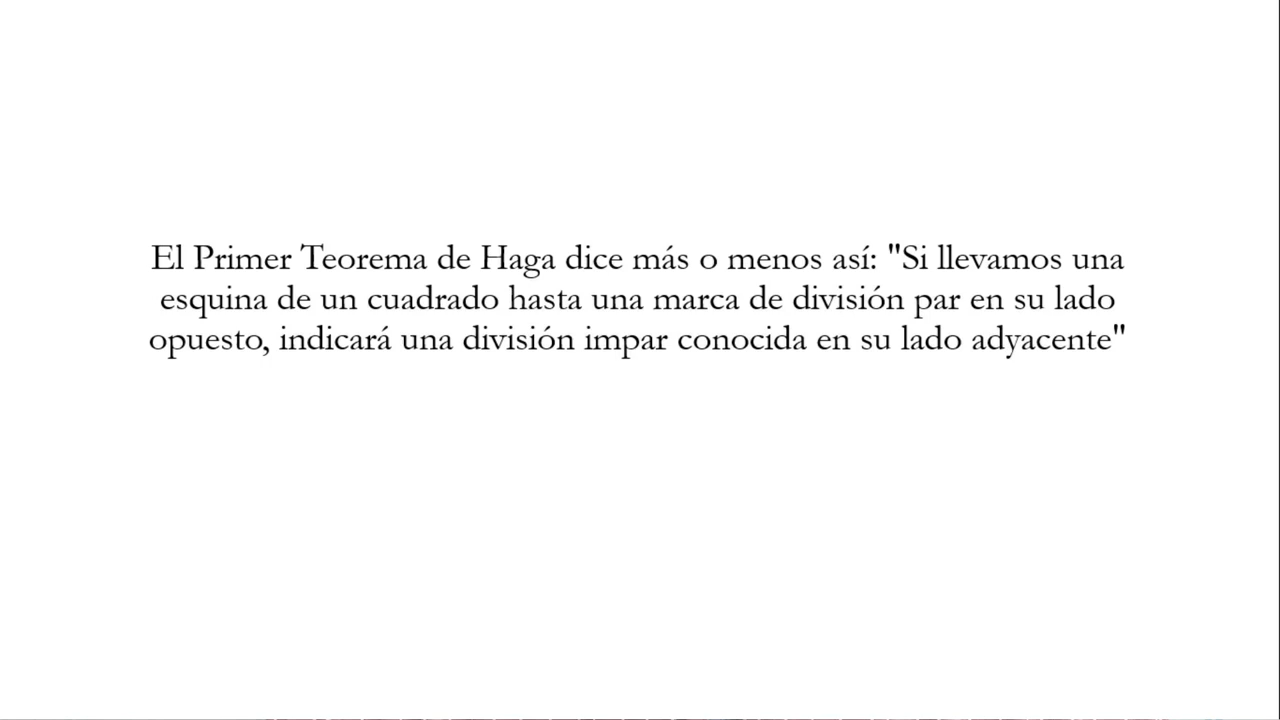 El Primer Teorema de Haga dice más o menos así: "Si llevamos una
esquina de un cuadrado hasta una marca de división par en su lado
opuesto, indicará una división impar conocida en su lado adyacente"